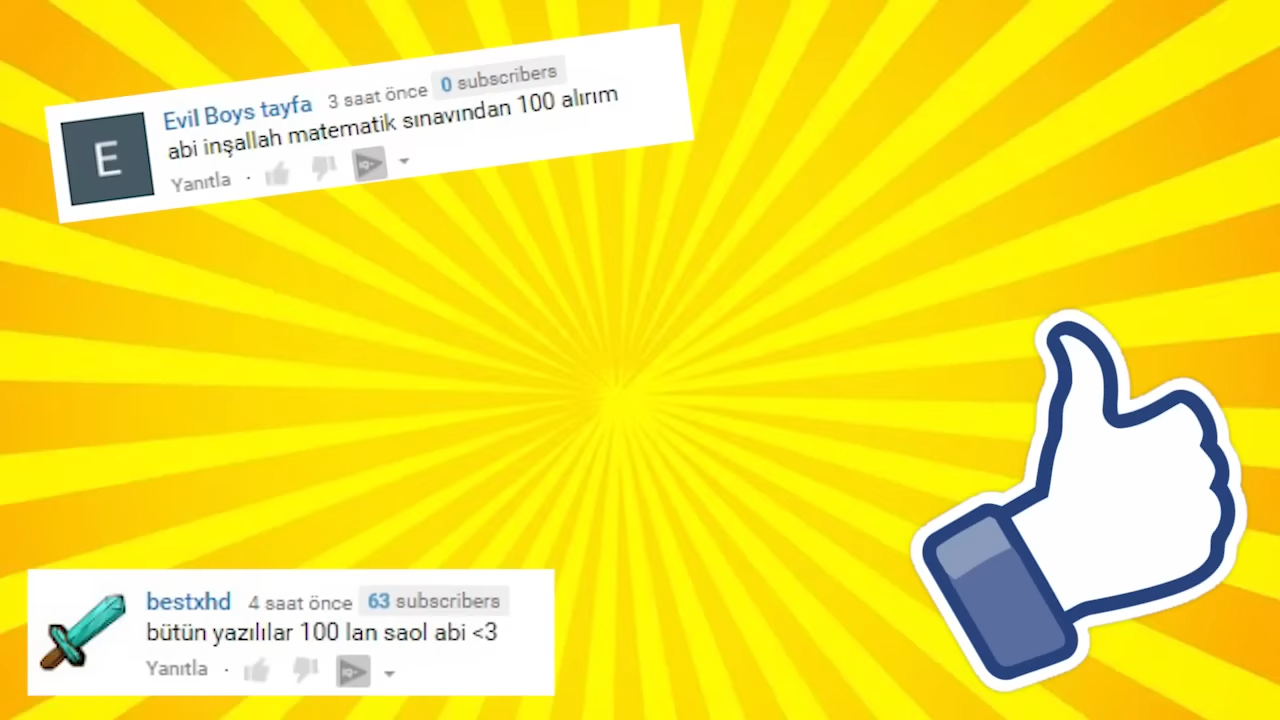 E
Evil Boys tayfa 3 saat önce 0 subscribers
abi inşallah matematik sınavından 100 alırım
Yanıtla ·
bestxhd 4 saat önce 63 subscribers
bütün yazılılar 100 lan saol abi <3
Yanıtla ·